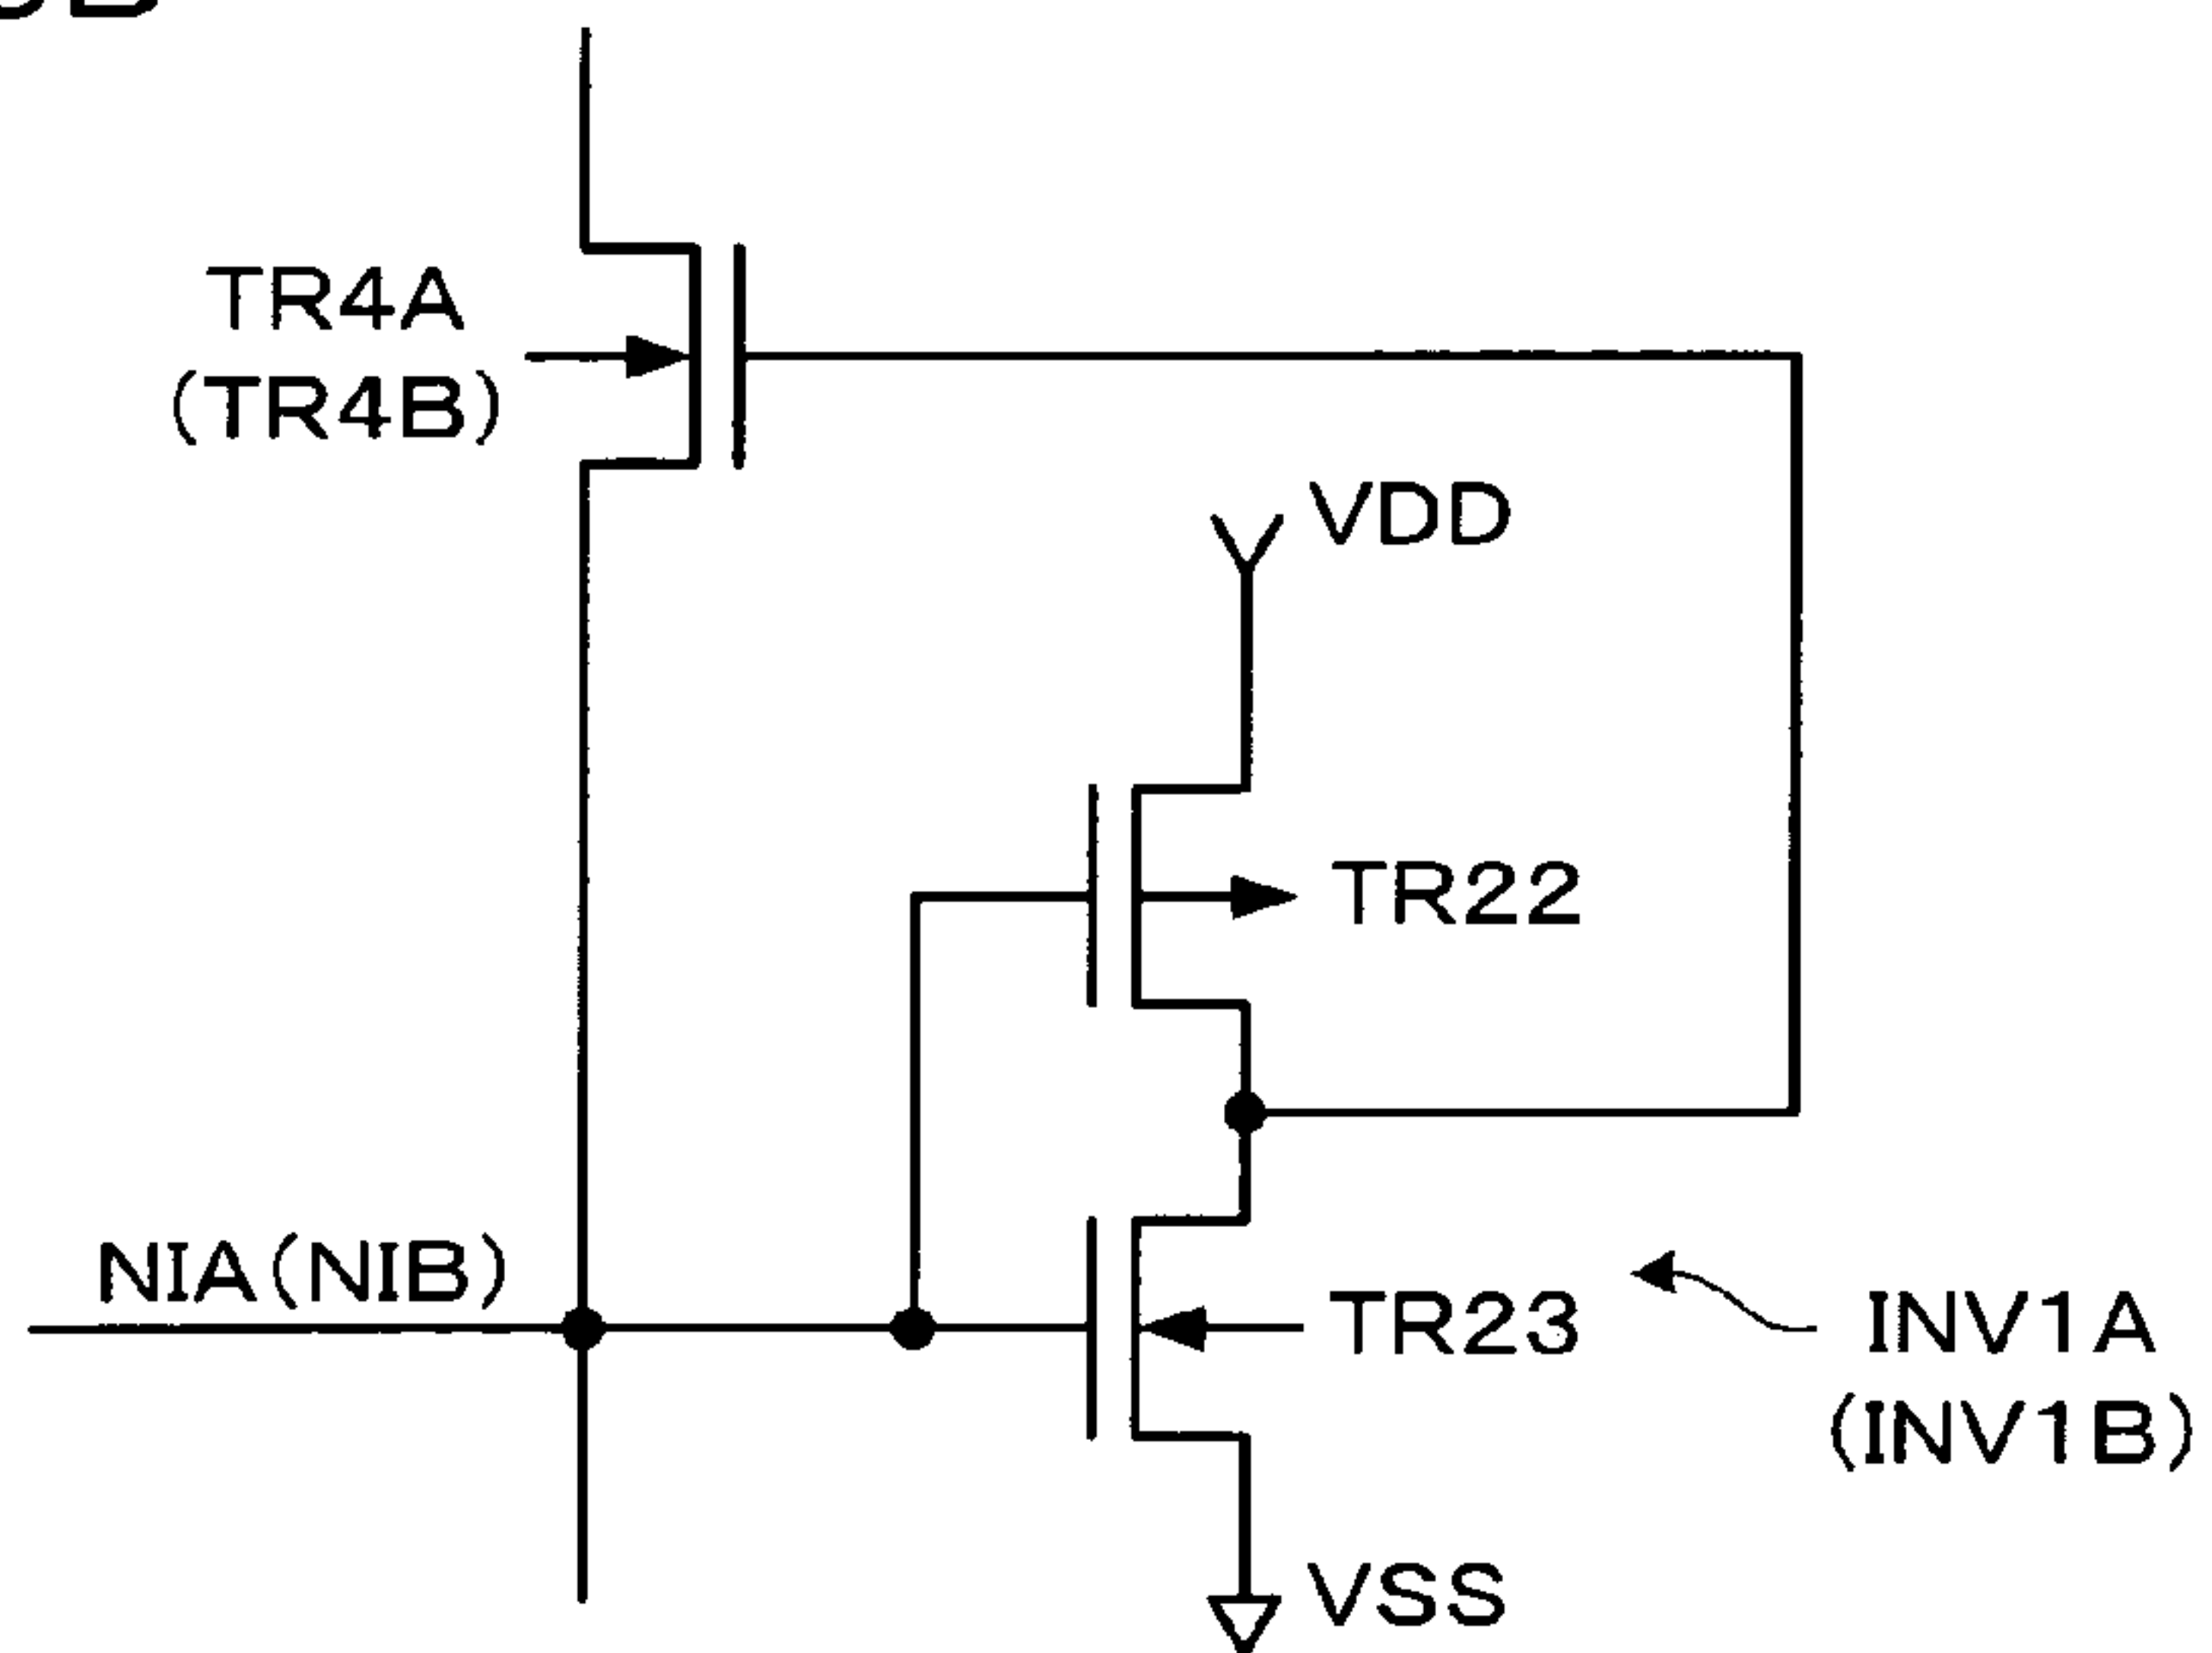 TR4A
(TR4B)
VDD
TR22
NIA(NIB)
TR23
INV1A
(INV1B)
VSS